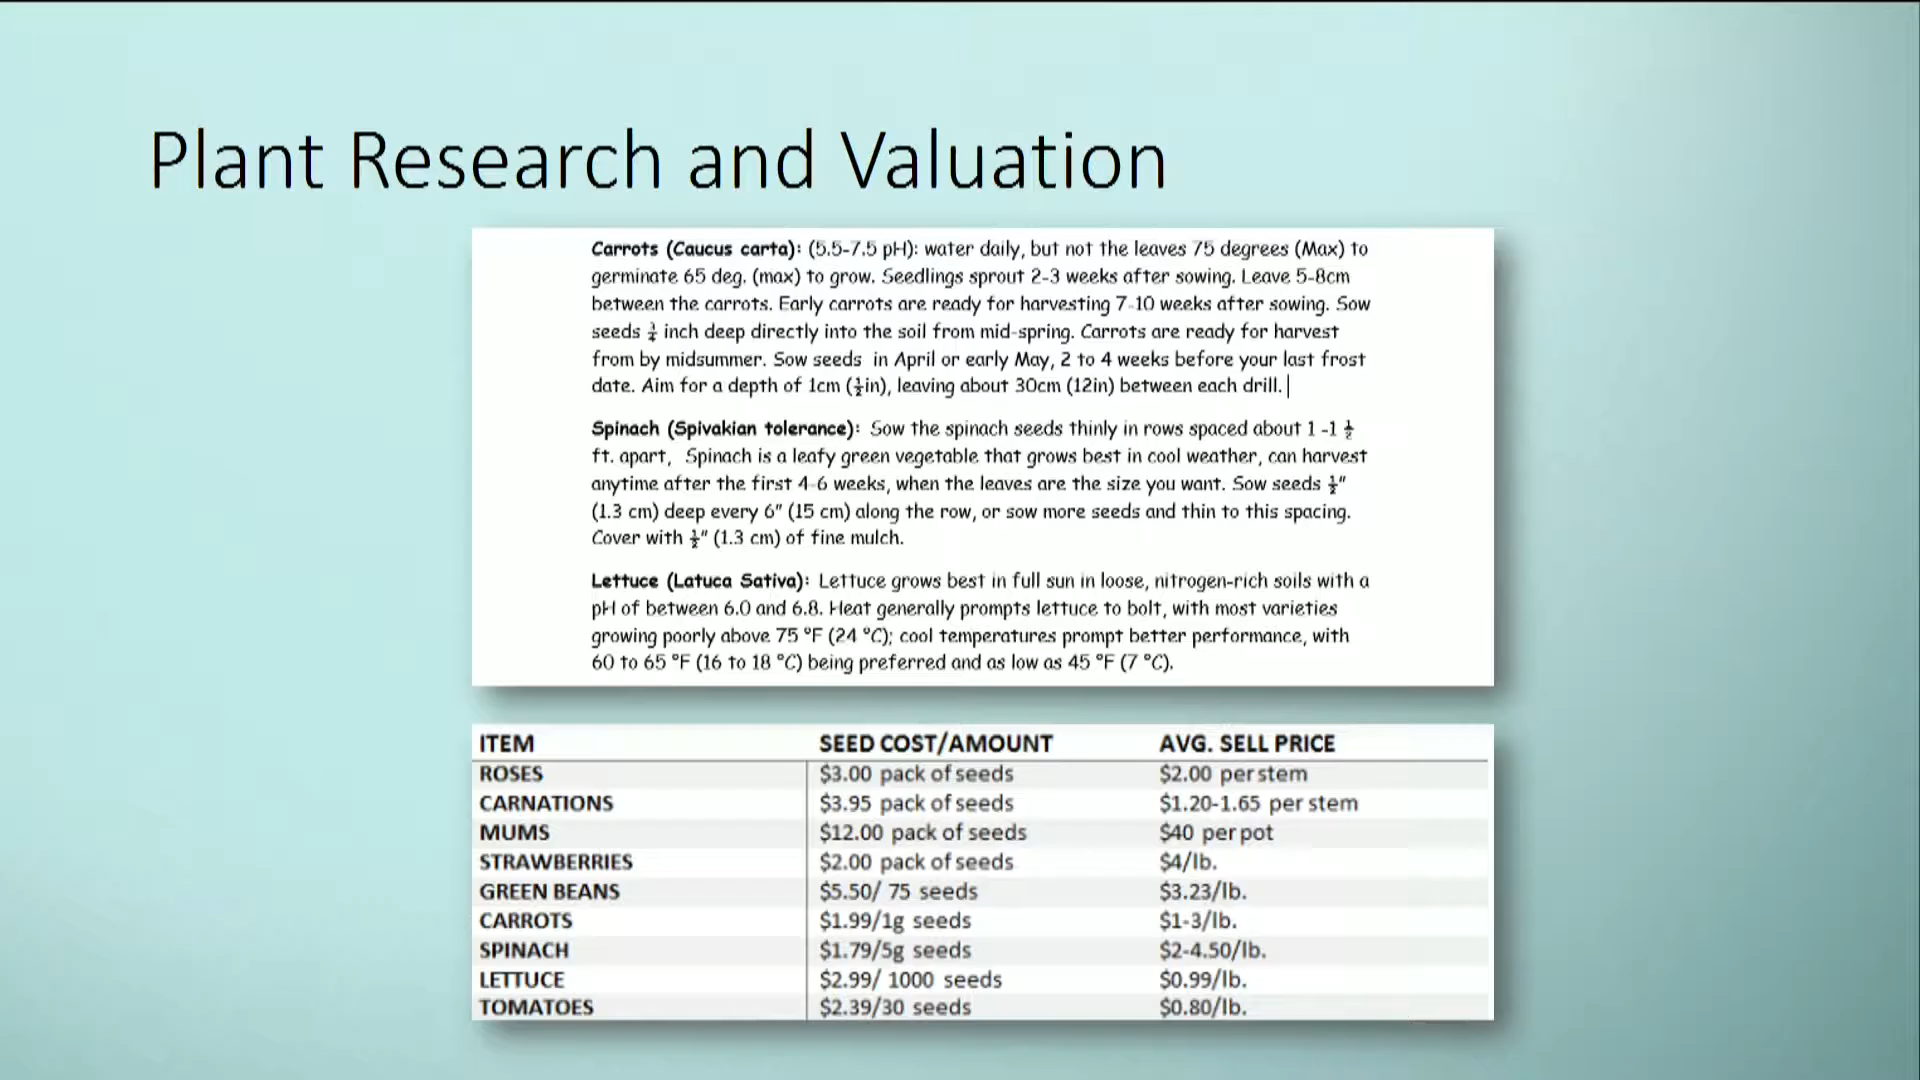 Plant Research and Valuation
Carrots (Caucus carta): (5.5-7.5 pH): water daily, but not the leaves 75 degrees (Max) to
germinate 65 deg. (max) to grow. Seedlings sprout 2-3 weeks after sowing. Leave 5-8cm
between the carrots. Early carrots are ready for harvesting 7-10 weeks after sowing. Sow
seeds ¼ inch deep directly into the soil from mid-spring. Carrots are ready for harvest
from by midsummer. Sow seeds in April or early May, 2 to 4 weeks before your last frost
date. Aim for a depth of 1cm (½in), leaving about 30cm (12in) between each drill.
Spinach (Spivakian tolerance): Sow the spinach seeds thinly in rows spaced about 1 -1 ½
ft. apart, Spinach is a leafy green vegetable that grows best in cool weather, can harvest
anytime after the first 4-6 weeks, when the leaves are the size you want. Sow seeds ½"
(1.3 cm) deep every 6" (15 cm) along the row, or sow more seeds and thin to this spacing.
Cover with ½" (1.3 cm) of fine mulch.
Lettuce (Latuca Sativa): Lettuce grows best in full sun in loose, nitrogen-rich soils with a
pH of between 6.0 and 6.8. Heat generally prompts lettuce to bolt, with most varieties
growing poorly above 75 °F (24 °C); cool temperatures prompt better performance, with
60 to 65 °F (16 to 18 °C) being preferred and as low as 45 °F (7 °C).
ITEM SEED COST/AMOUNT AVG. SELL PRICE
ROSES $3.00 pack of seeds $2.00 per stem
CARNATIONS $3.95 pack of seeds $1.20-1.65 per stem
MUMS $12.00 pack of seeds $40 per pot
STRAWBERRIES $2.00 pack of seeds $4/lb.
GREEN BEANS $5.50/ 75 seeds $3.23/lb.
CARROTS $1.99/1g seeds $1-3/lb.
SPINACH $1.79/5g seeds $2-4.50/lb.
LETTUCE $2.99/ 1000 seeds $0.99/lb.
TOMATOES $2.39/30 seeds $0.80/lb.